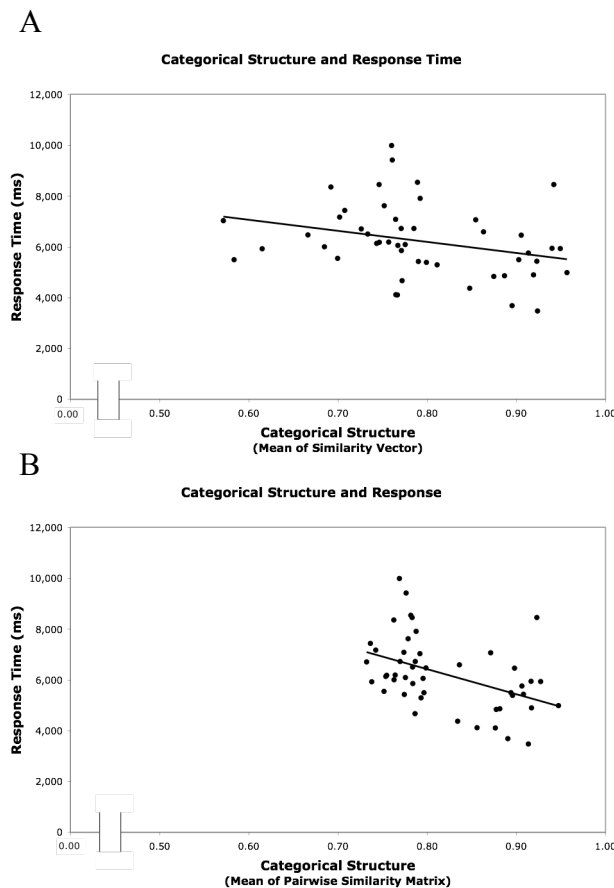 A
Categorical Structure and Response Time
12,000
10,000
8,000
6,000
4,000
2,000
0
Response Time (ms)
0.00 0.50 0.60 0.70 0.80 0.90 1.00
Categorical Structure
(Mean of Similarity Vector)
B
Categorical Structure and Response
12,000
10,000
8,000
6,000
4,000
2,000
0
Response Time (ms)
0.00 0.50 0.60 0.70 0.80 0.90 1.00
Categorical Structure
(Mean of Pairwise Similarity Matrix)